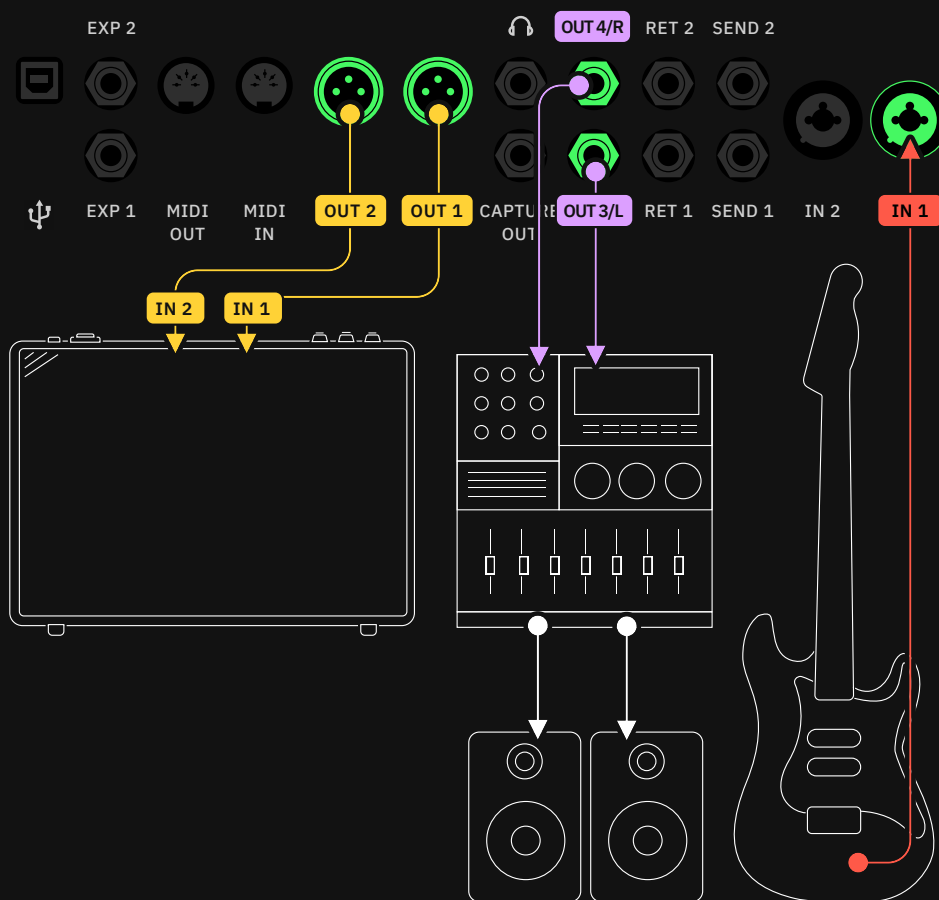 EXP 2
OUT 4/R
RET 2
SEND 2
EXP 1
MIDI
OUT
MIDI
IN
OUT 2
OUT 1
CAPTURE
OUT
OUT 3/L
RET 1
SEND 1
IN 2
IN 1
IN 2
IN 1